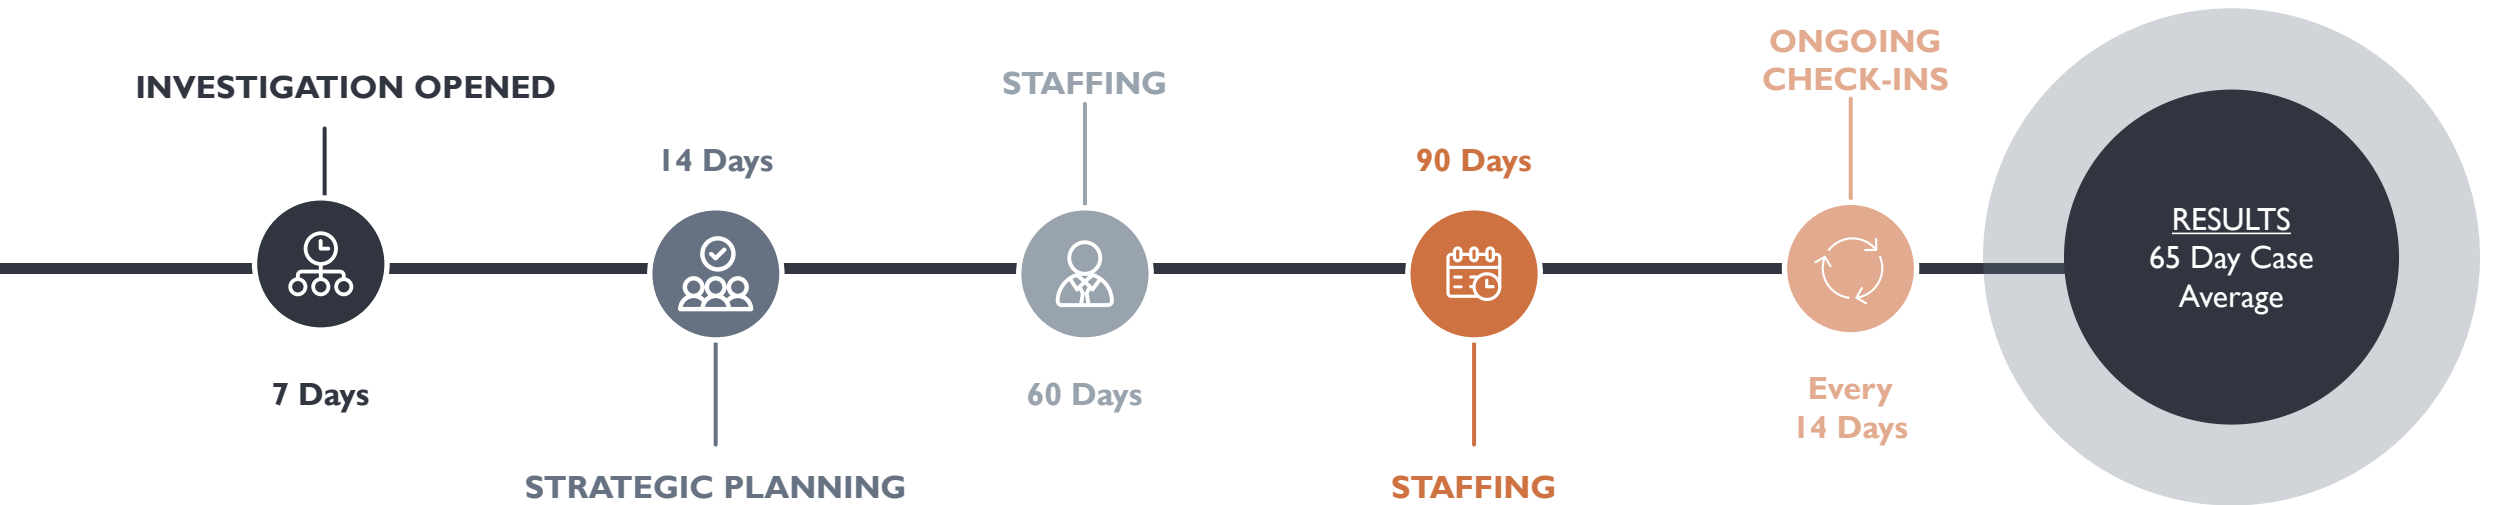 INVESTIGATION OPENED
7 Days
14 Days
STRATEGIC PLANNING
STAFFING
60 Days
90 Days
STAFFING
ONGOING
CHECK-INS
Every
14 Days
RESULTS
65 Day Case
Average